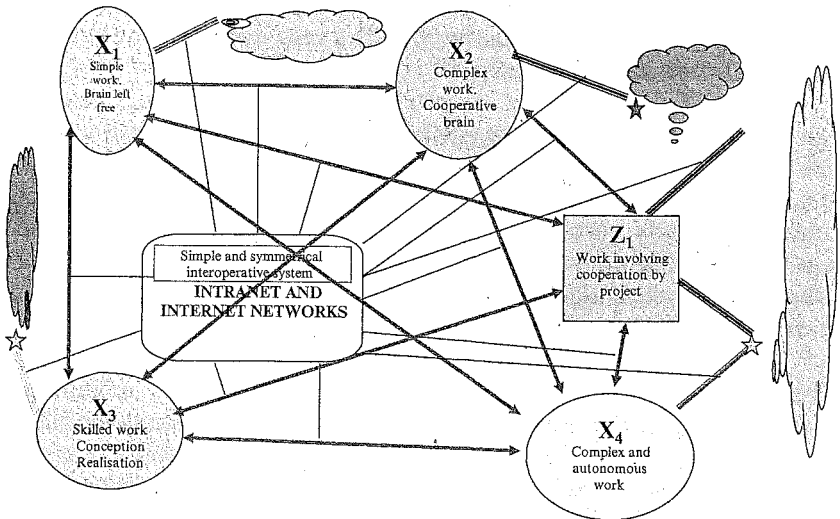 X1
Simple
work.
Brain left
free
X2
Complex
work.
Cooperative
brain
Z1
Work involving
cooperation by
project
Simple and symmetrical
interoperative system
INTRANET AND
INTERNET NETWORKS
X3
Skilled work
Conception
Realisation
X4
Complex and
autonomous
work